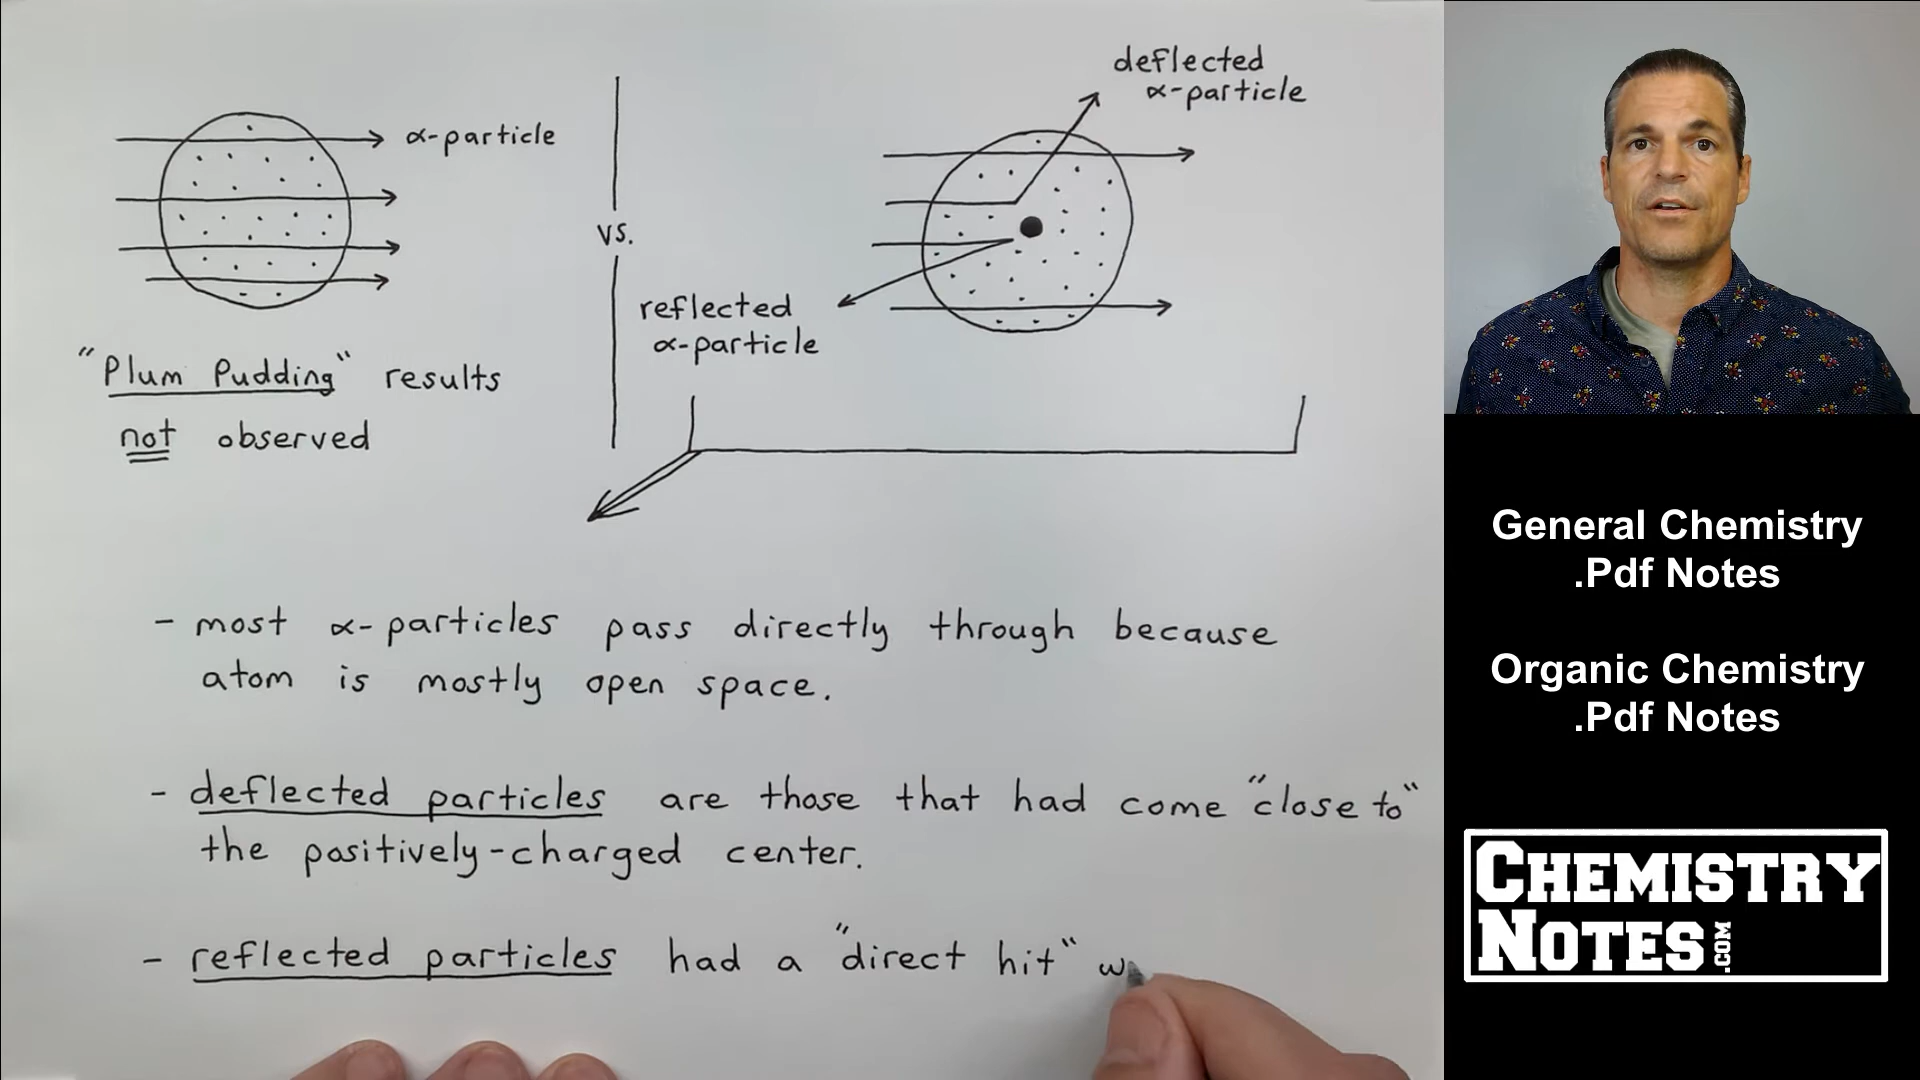 α-particle
"Plum Pudding" results
not observed
vs.
deflected
α-particle
reflected
α-particle
- most α-particles pass directly through because
atom is mostly open space.
- deflected particles are those that had come "close to"
the positively-charged center.
- reflected particles had a "direct hit" w
General Chemistry
.Pdf Notes
Organic Chemistry
.Pdf Notes
CHEMISTRY
NOTES.COM